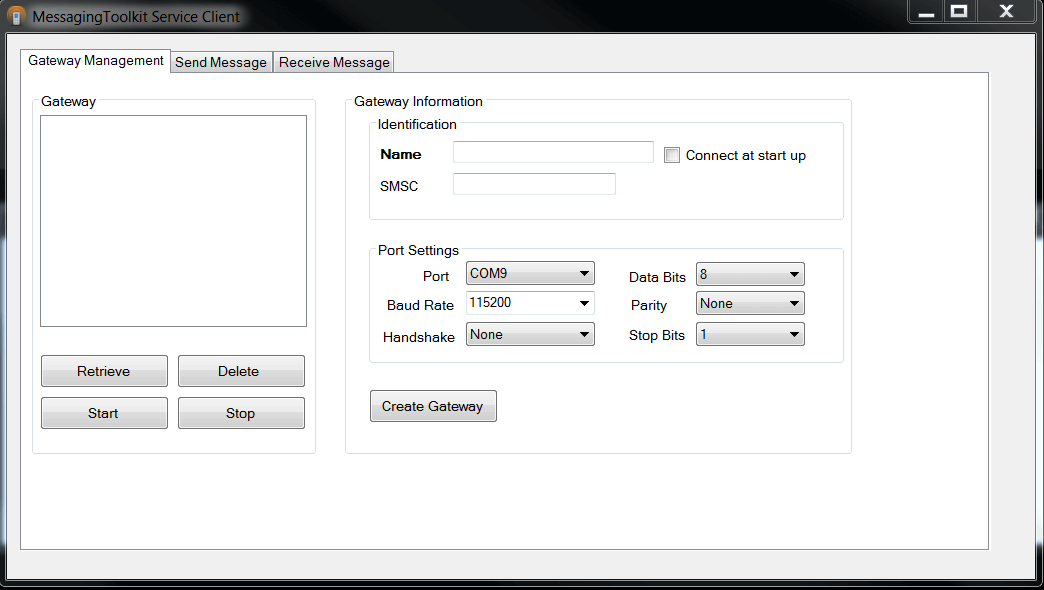 MessagingToolkit Service Client
Gateway Management Send Message Receive Message
Gateway
Retrieve Delete
Start Stop
Gateway Information
Identification
Name Connect at start up
SMSC
Port Settings
Port COM9 Data Bits 8
Baud Rate 115200 Parity None
Handshake None Stop Bits 1
Create Gateway